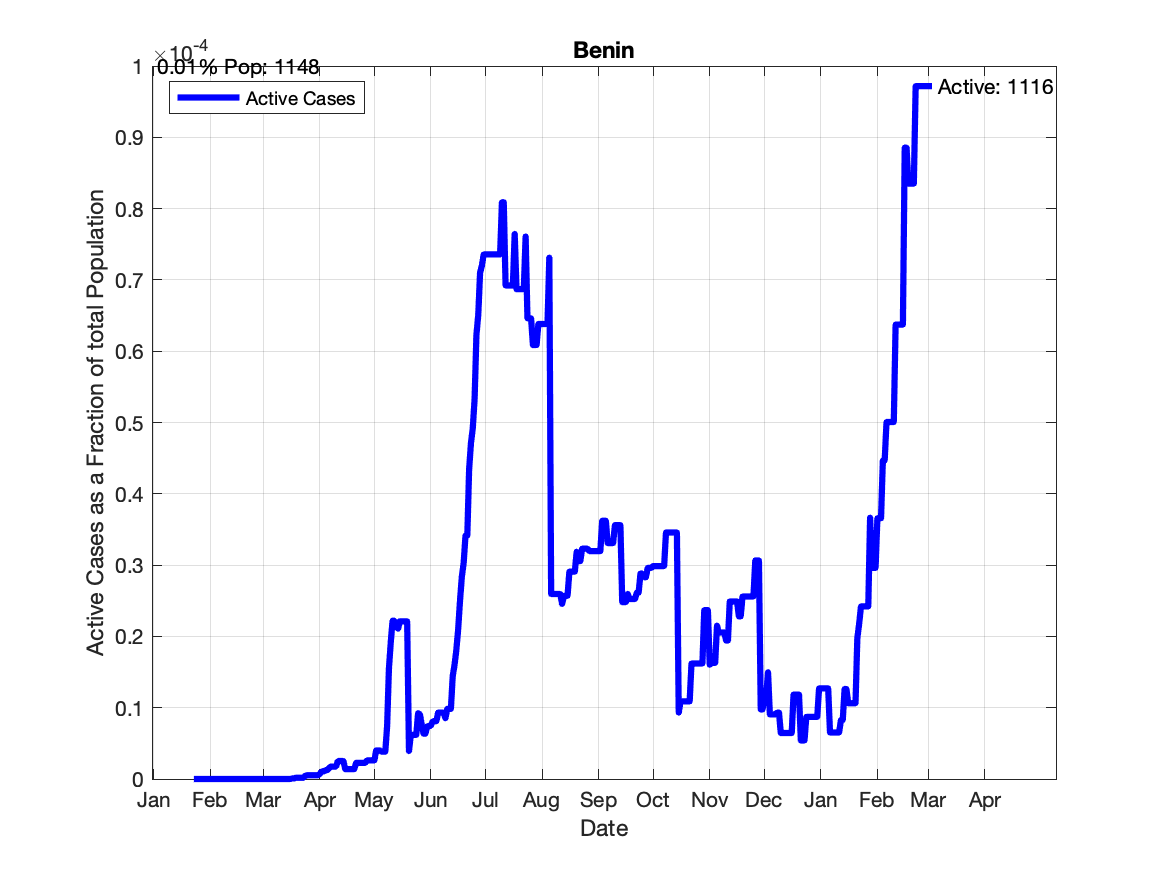 Benin
×10-4
0.01% Pop: 1148
Active Cases
Active: 1116
1
0.9
0.8
0.7
0.6
0.5
0.4
0.3
0.2
0.1
0
Active Cases as a Fraction of total Population
Jan Feb Mar Apr May Jun Jul Aug Sep Oct Nov Dec Jan Feb Mar Apr
Date